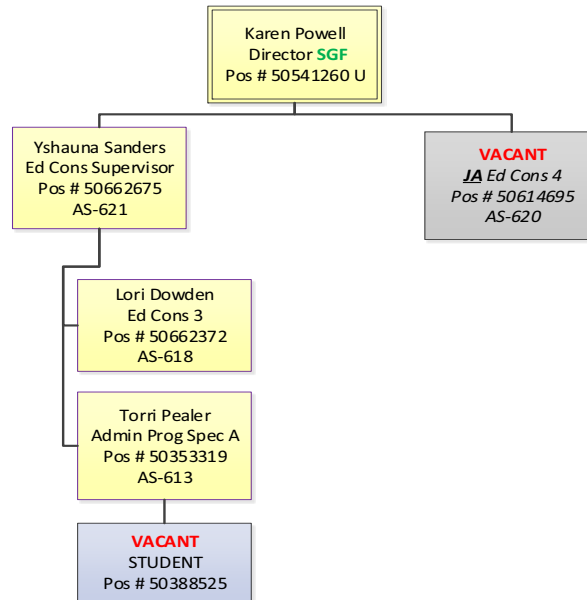 Karen Powell
Director SGF
Pos # 50541260 U
Yshauna Sanders
Ed Cons Supervisor
Pos # 50662675
AS-621
VACANT
JA Ed Cons 4
Pos # 50614695
AS-620
Lori Dowden
Ed Cons 3
Pos # 50662372
AS-618
Torri Pealer
Admin Prog Spec A
Pos # 50353319
AS-613
VACANT
STUDENT
Pos # 50388525